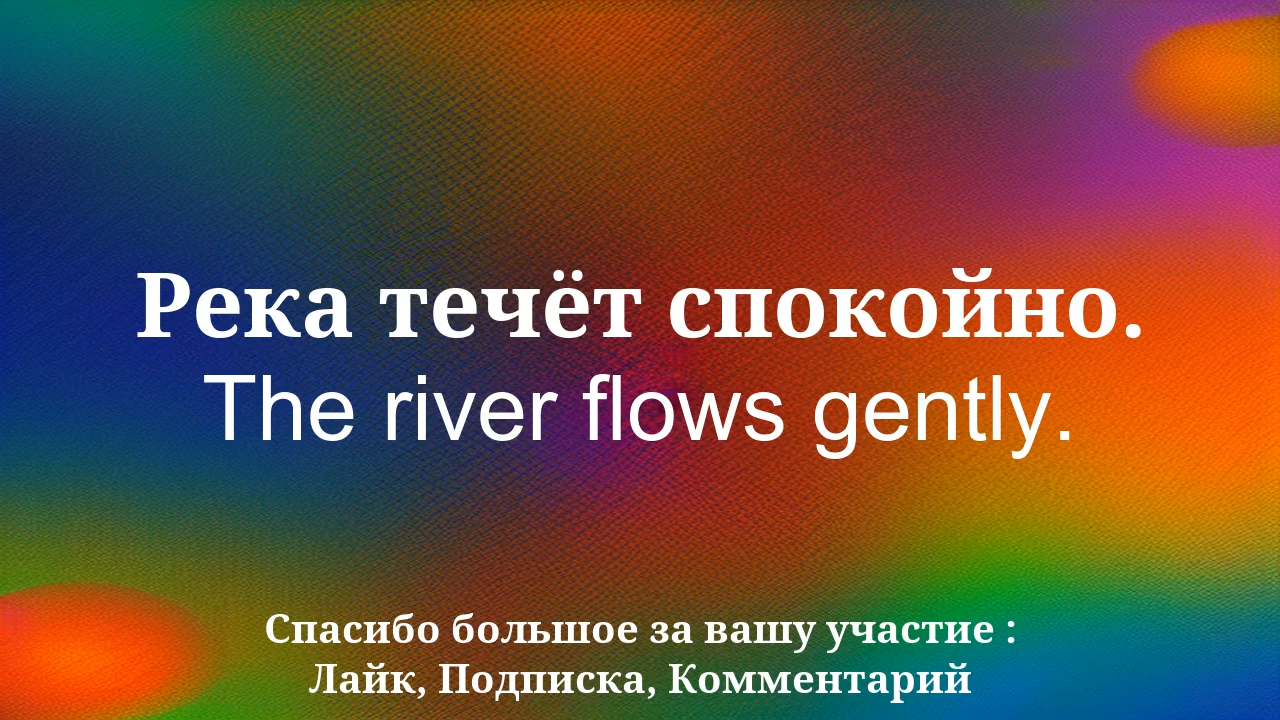 Река течёт спокойно.
The river flows gently.
Спасибо большое за вашу участие :
Лайк, Подписка, Комментарий